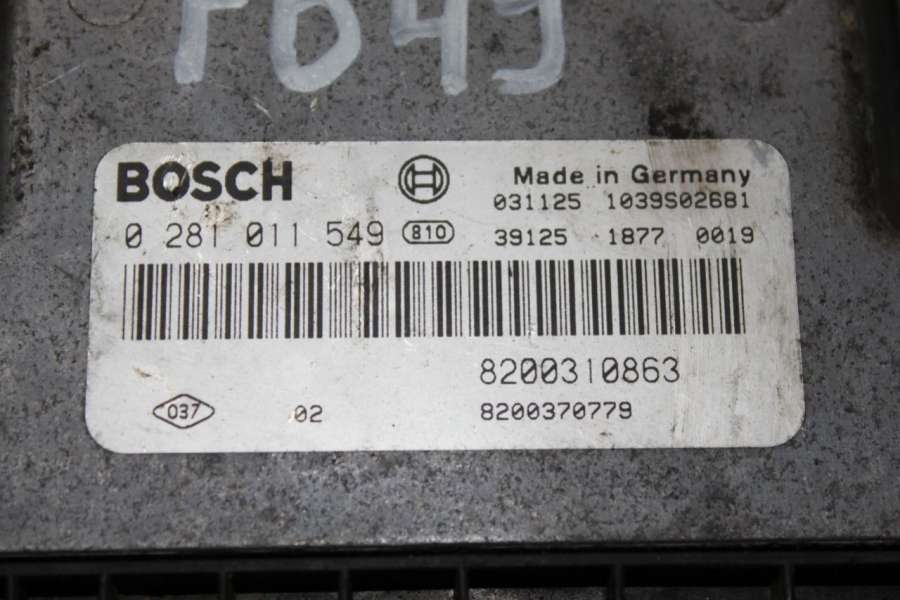 BOSCH
Made in Germany
031125 1039S02681
0 281 011 549 810 39125 1877 0019
8200310863
037 02 8200370779